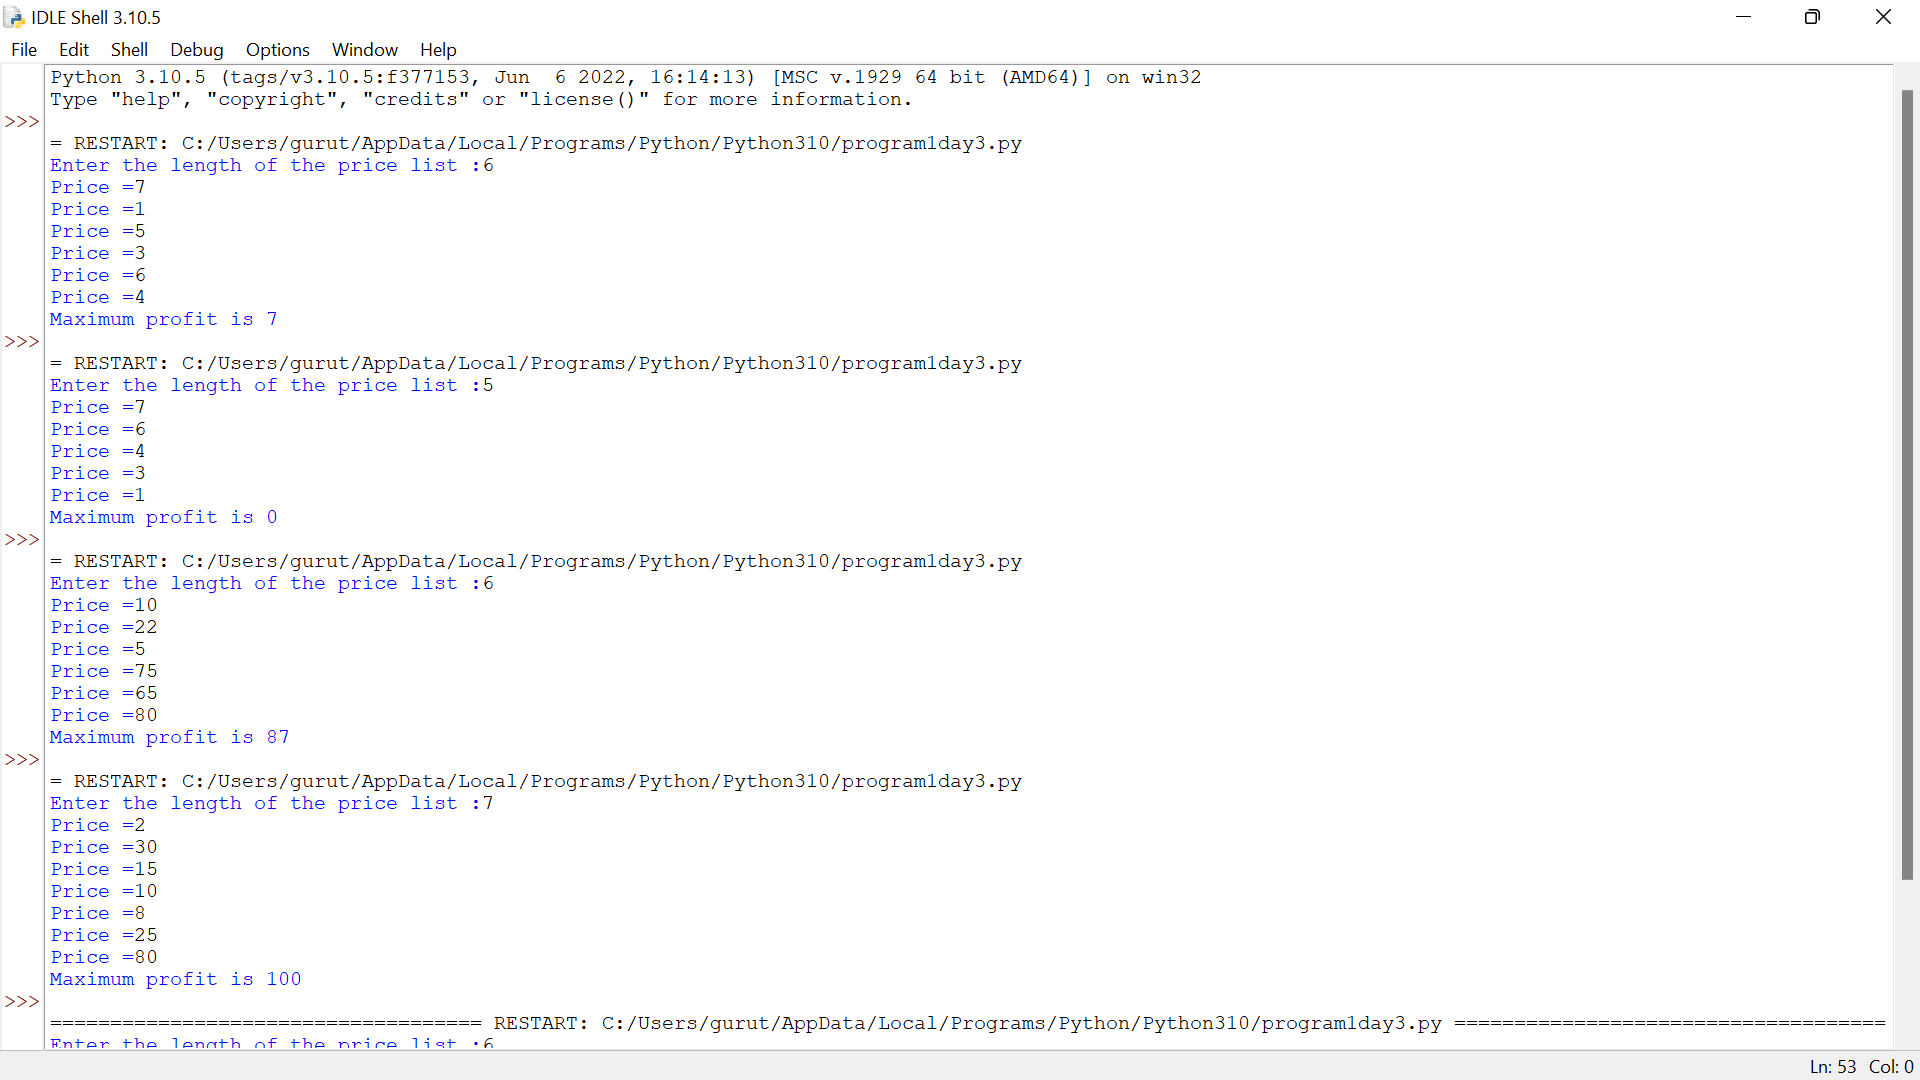 IDLE Shell 3.10.5
File Edit Shell Debug Options Window Help
Python 3.10.5 (tags/v3.10.5:f377153, Jun  6 2022, 16:14:13) [MSC v.1929 64 bit (AMD64)] on win32
Type "help", "copyright", "credits" or "license()" for more information.
>>>
= RESTART: C:/Users/gurut/AppData/Local/Programs/Python/Python310/program1day3.py
Enter the length of the price list :6
Price =7
Price =1
Price =5
Price =3
Price =6
Price =4
Maximum profit is 7
>>>
= RESTART: C:/Users/gurut/AppData/Local/Programs/Python/Python310/program1day3.py
Enter the length of the price list :5
Price =7
Price =6
Price =4
Price =3
Price =1
Maximum profit is 0
>>>
= RESTART: C:/Users/gurut/AppData/Local/Programs/Python/Python310/program1day3.py
Enter the length of the price list :6
Price =10
Price =22
Price =5
Price =75
Price =65
Price =80
Maximum profit is 87
>>>
= RESTART: C:/Users/gurut/AppData/Local/Programs/Python/Python310/program1day3.py
Enter the length of the price list :7
Price =2
Price =30
Price =15
Price =10
Price =8
Price =25
Price =80
Maximum profit is 100
>>>
==================================== RESTART: C:/Users/gurut/AppData/Local/Programs/Python/Python310/program1day3.py ====================================
Enter the length of the price list :6
Ln: 53 Col: 0